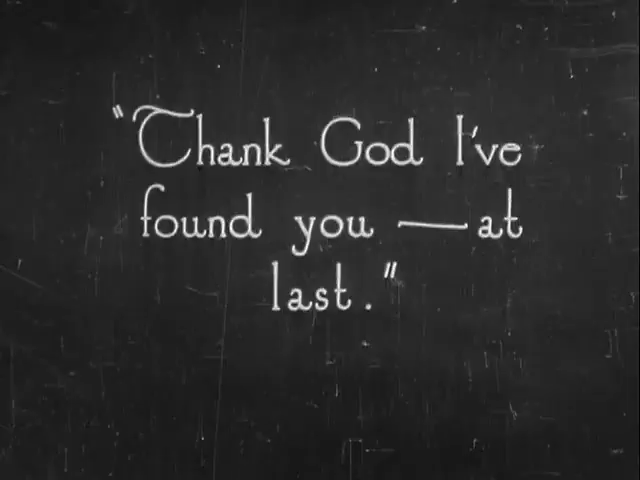 "Thank God I've
found you — at
last."